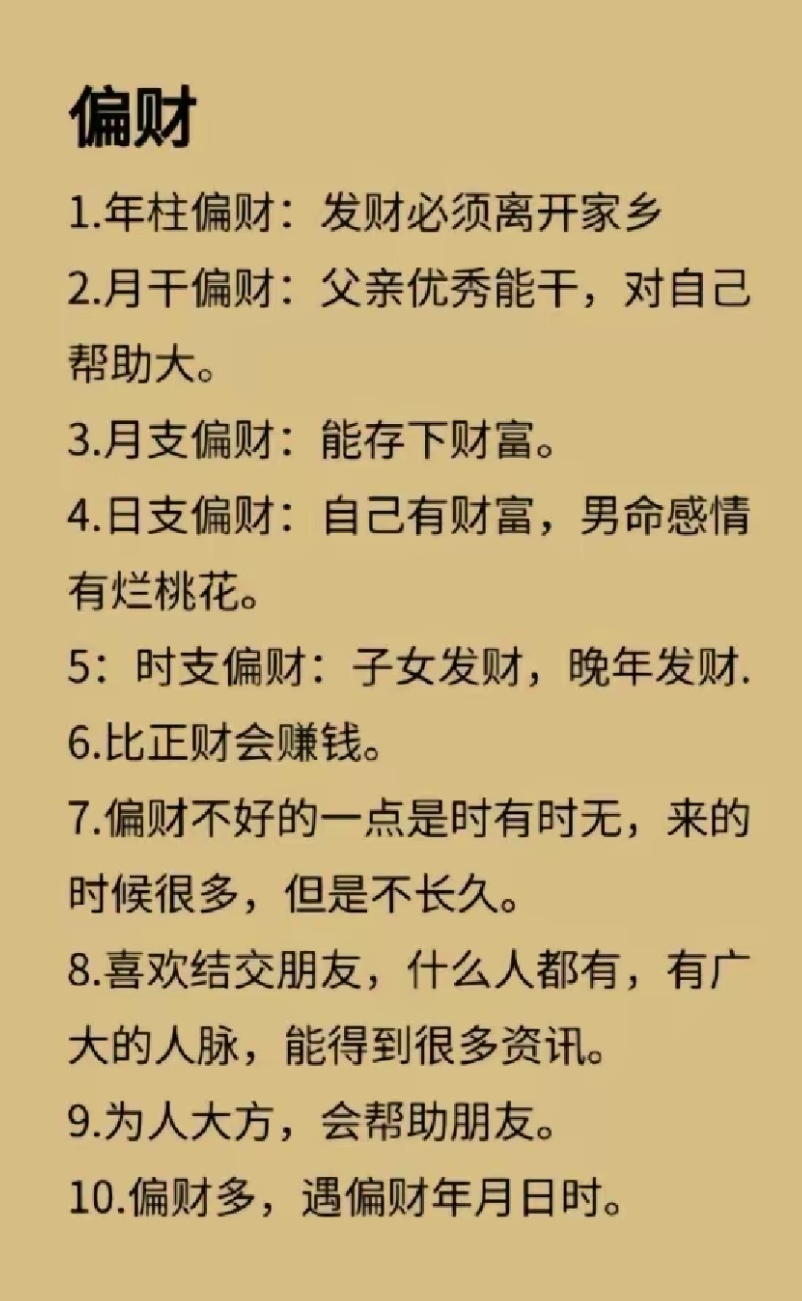 偏财
1.年柱偏财：发财必须离开家乡
2.月干偏财：父亲优秀能干，对自己
帮助大。
3.月支偏财：能存下财富。
4.日支偏财：自己有财富，男命感情
有烂桃花。
5：时支偏财：子女发财，晚年发财.
6.比正财会赚钱。
7.偏财不好的一点是时有时无，来的
时候很多，但是不长久。
8.喜欢结交朋友，什么人都有，有广
大的人脉，能得到很多资讯。
9.为人大方，会帮助朋友。
10.偏财多，遇偏财年月日时。